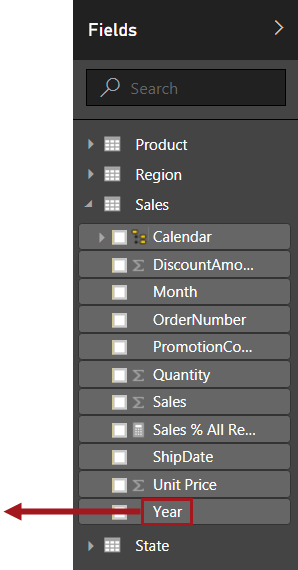 Fields
Search
Product
Region
Sales
Calendar
DiscountAmo...
Month
OrderNumber
PromotionCo...
Quantity
Sales
Sales % All Re...
ShipDate
Unit Price
Year
State